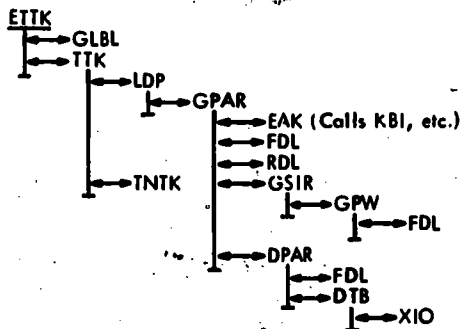 ETTK
GLBL
TTK
LDP
GPAR
EAK (Calls KBI, etc.)
FDL
RDL
GSIR
GPW
FDL
TNTK
DPAR
FDL
DTB
XIO